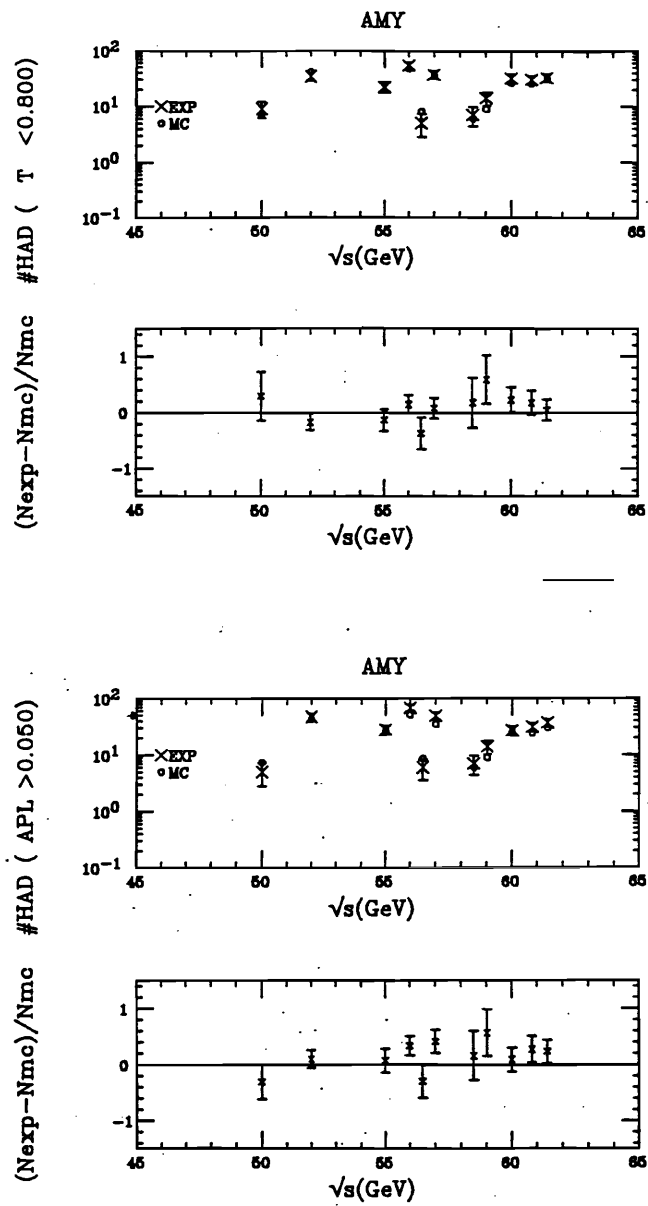 AMY
#HAD ( T <0.800)
10²
10¹
10⁰
10⁻¹
EXP
MC
45 50 55 60 65
√s(GeV)
(Nexp-Nmc)/Nmc
1
0
-1
45 50 55 60 65
√s(GeV)
AMY
#HAD ( APL >0.050)
10²
10¹
10⁰
10⁻¹
EXP
MC
45 50 55 60 65
√s(GeV)
(Nexp-Nmc)/Nmc
1
0
-1
45 50 55 60 65
√s(GeV)